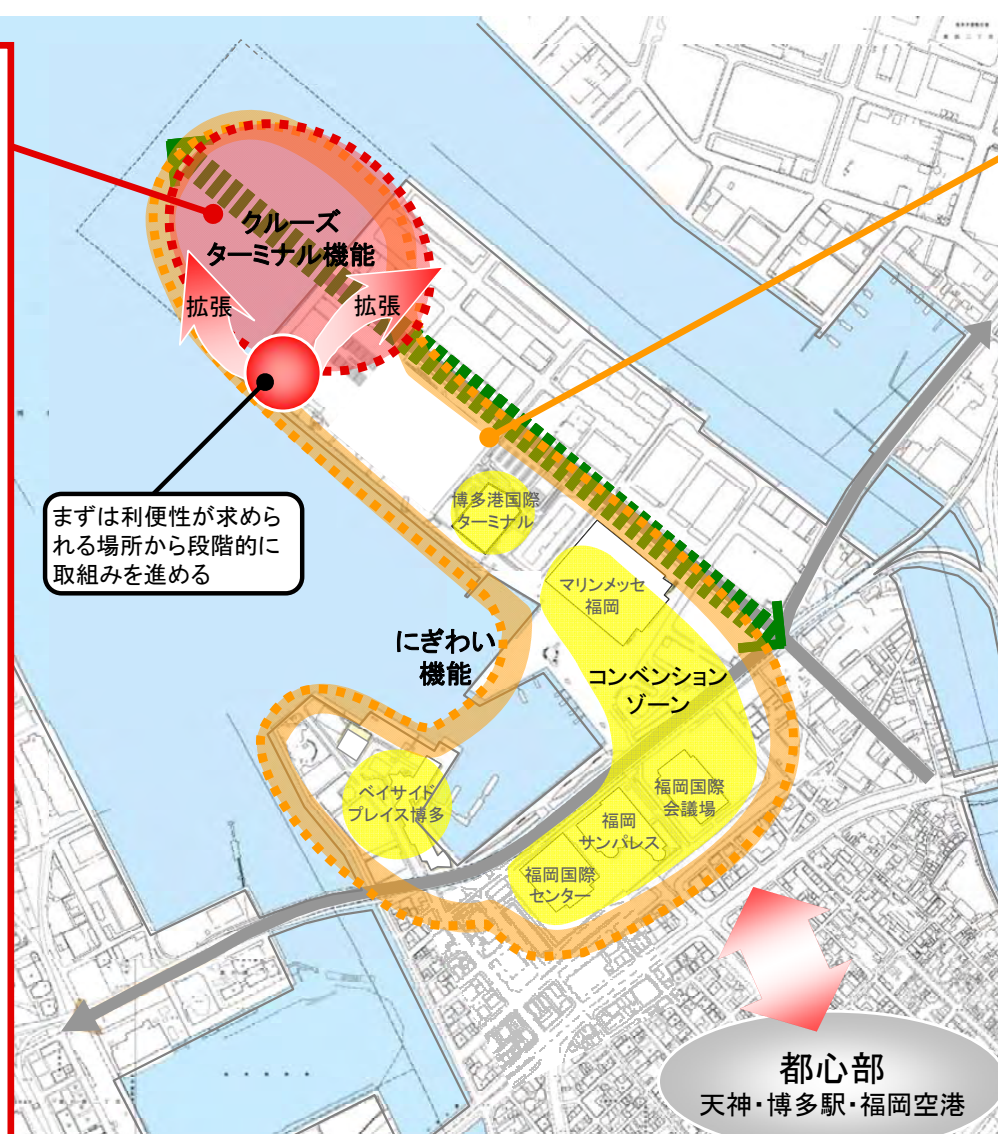 クルーズ
ターミナル機能
拡張
拡張
まずは利便性が求めら
れる場所から段階的に
取組みを進める
博多港国際
ターミナル
マリンメッセ
福岡
にぎわい
機能
コンベンション
ゾーン
ベイサイド
プレイス博多
福岡国際
会議場
福岡
サンパレス
福岡国際
センター
都心部
天神・博多駅・福岡空港